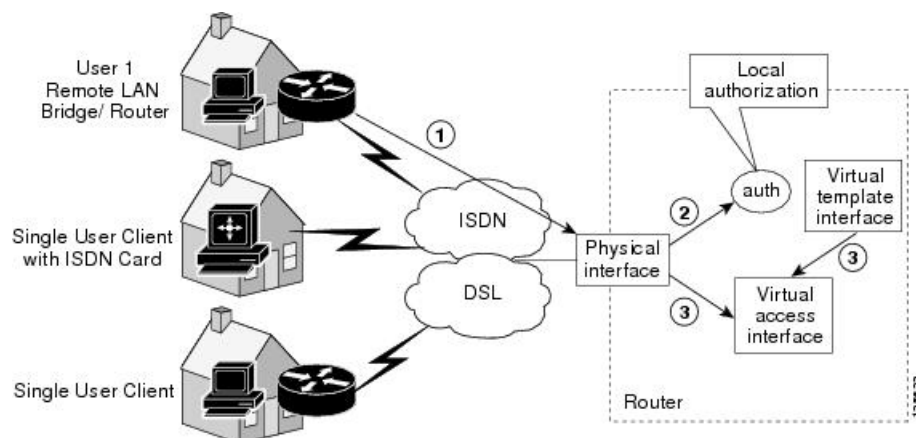 User 1
Remote LAN
Bridge/ Router
Single User Client
with ISDN Card
Single User Client
1
ISDN
DSL
Physical
interface
2
3
Local
authorization
auth
Virtual
template
interface
3
Virtual
access
interface
Router